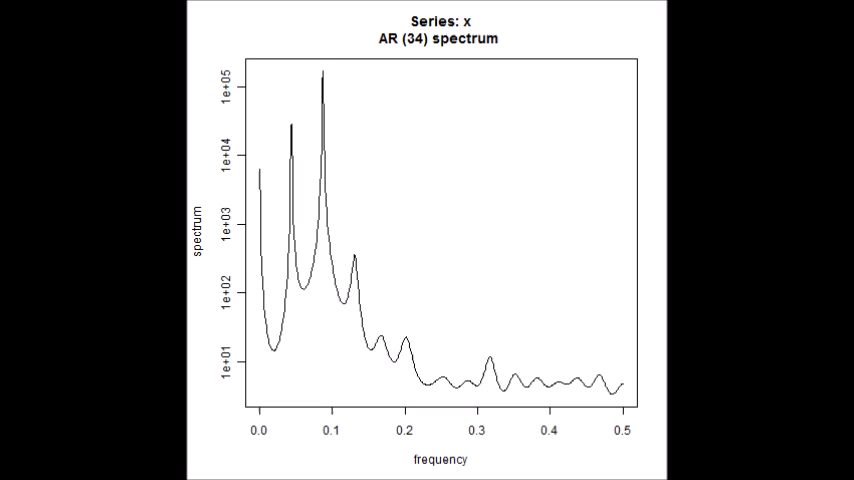 Series: x
AR (34) spectrum
1e+05
1e+04
1e+03
1e+02
1e+01
spectrum
0.0 0.1 0.2 0.3 0.4 0.5
frequency